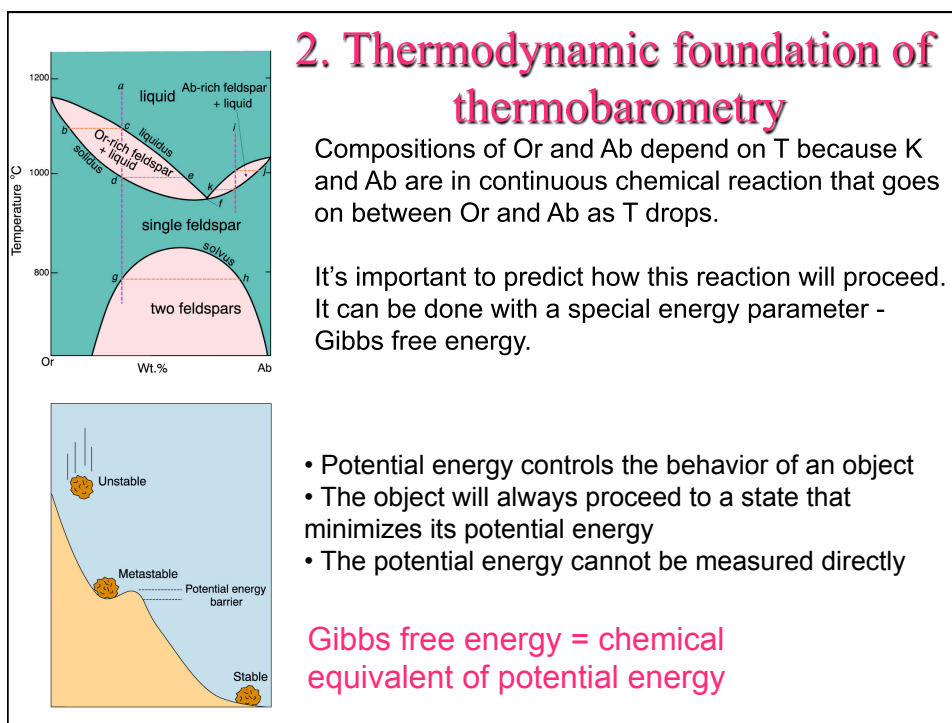 2. Thermodynamic foundation of
thermobarometry
1200
1000
800
Temperature °C
a
liquid
Ab-rich feldspar
+ liquid
i
b
c
liquidus
Or-rich feldspar
+ liquid
solidus
d
e
k
j
f
single feldspar
solvus
g
h
two feldspars
Or
Wt.%
Ab
Compositions of Or and Ab depend on T because K
and Ab are in continuous chemical reaction that goes
on between Or and Ab as T drops.
It's important to predict how this reaction will proceed.
It can be done with a special energy parameter -
Gibbs free energy.
Unstable
Metastable
Potential energy
barrier
Stable
• Potential energy controls the behavior of an object
• The object will always proceed to a state that
minimizes its potential energy
• The potential energy cannot be measured directly
Gibbs free energy = chemical
equivalent of potential energy